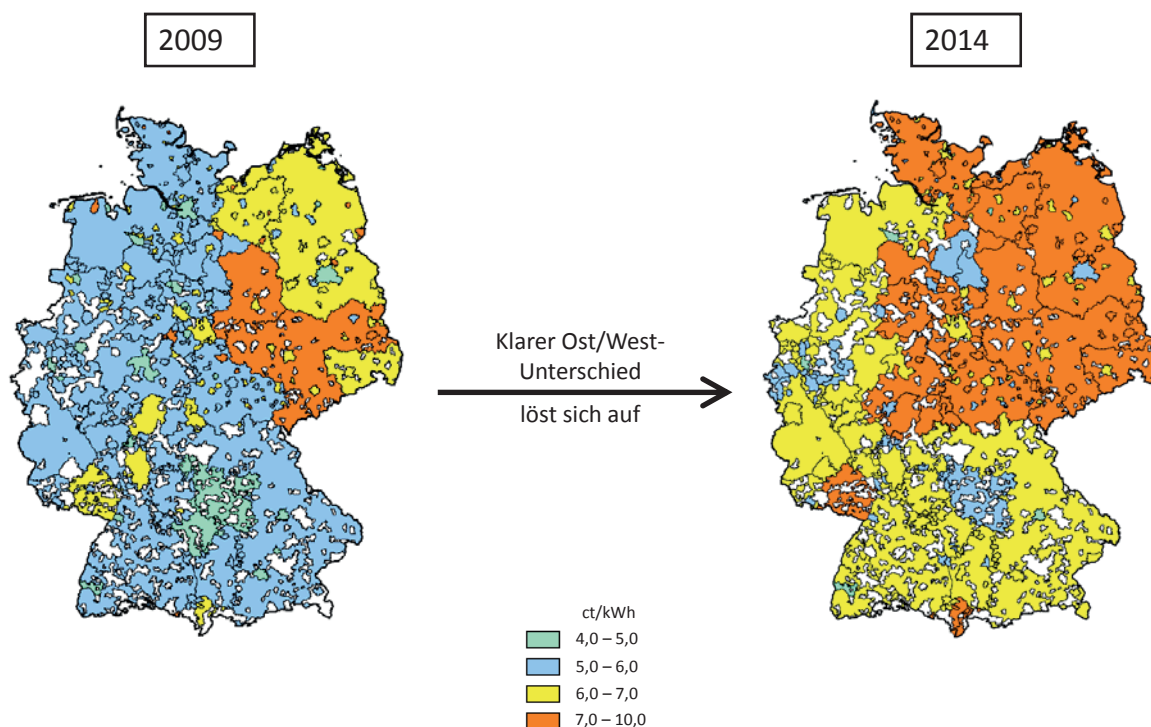 2009
2014
Klarer Ost/West-
Unterschied
löst sich auf
ct/kWh
4,0 – 5,0
5,0 – 6,0
6,0 – 7,0
7,0 – 10,0